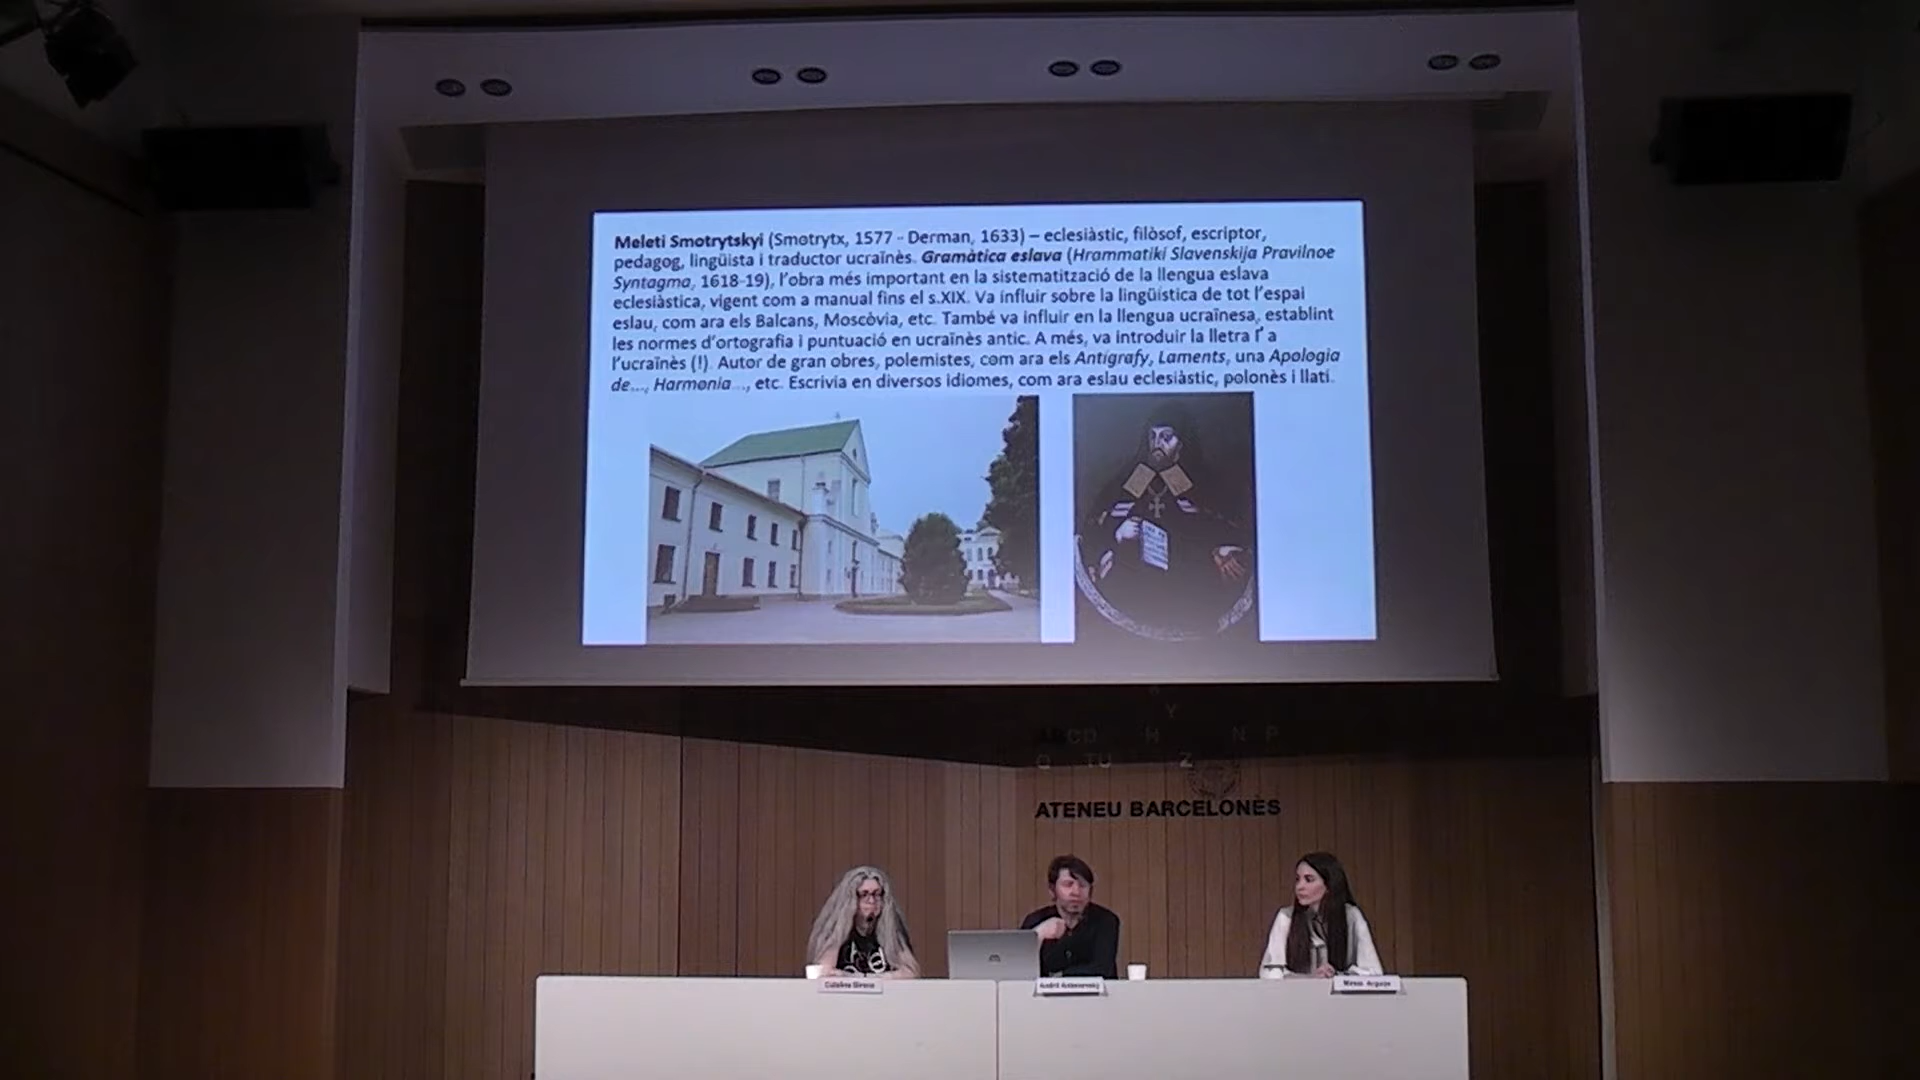 Meleti Smotrytskyi (Smotrytx, 1577 - Derman, 1633) – eclesiàstic, filòsof, escriptor,
pedagog, lingüista i traductor ucraïnès. Gramàtica eslava (Hrammatiki Slavenskija Pravilnoe
Syntagma, 1618-19), l'obra més important en la sistematització de la llengua eslava
eclesiàstica, vigent com a manual fins el s.XIX. Va influir sobre la lingüística de tot l'espai
eslau, com ara els Balcans, Moscòvia, etc. També va influir en la llengua ucraïnesa, establint
les normes d'ortografia i puntuació en ucraïnès antic. A més, va introduir la lletra ґ a
l'ucraïnès (!). Autor de gran obres, polemistes, com ara els Antigrafy, Laments, una Apologia
de..., Harmonia..., etc. Escrivia en diversos idiomes, com ara eslau eclesiàstic, polonès i llatí.
Y
CD H N P
Q TU Z
ATENEU BARCELONÈS